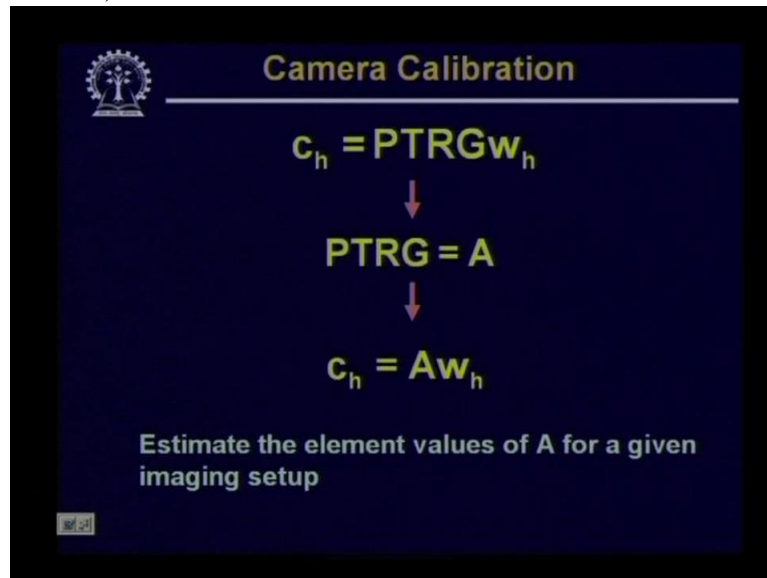 Camera Calibration
c_h = PTRGw_h
PTRG = A
c_h = Aw_h
Estimate the element values of A for a given
imaging setup